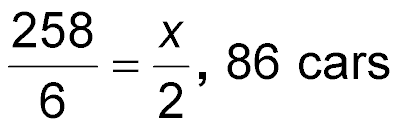 258/6 = x/2, 86 cars